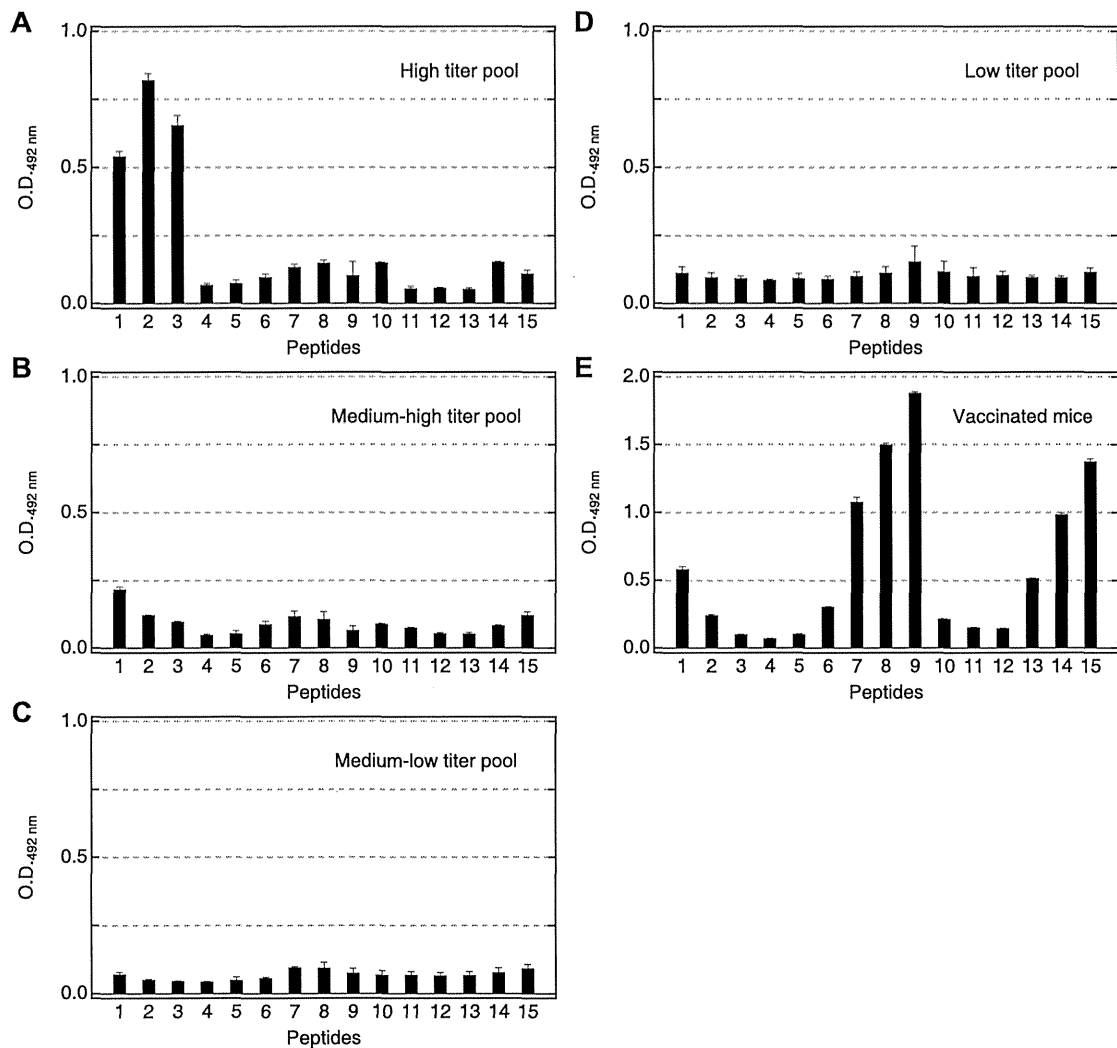 A
1.0
High titer pool
O.D.492 nm
0.5
0.0
1 2 3 4 5 6 7 8 9 10 11 12 13 14 15
Peptides
B
1.0
Medium-high titer pool
O.D.492 nm
0.5
0.0
1 2 3 4 5 6 7 8 9 10 11 12 13 14 15
Peptides
C
1.0
Medium-low titer pool
O.D.492 nm
0.5
0.0
1 2 3 4 5 6 7 8 9 10 11 12 13 14 15
Peptides
D
1.0
Low titer pool
O.D.492 nm
0.5
0.0
1 2 3 4 5 6 7 8 9 10 11 12 13 14 15
Peptides
E
2.0
Vaccinated mice
1.5
O.D.492 nm
1.0
0.5
0.0
1 2 3 4 5 6 7 8 9 10 11 12 13 14 15
Peptides